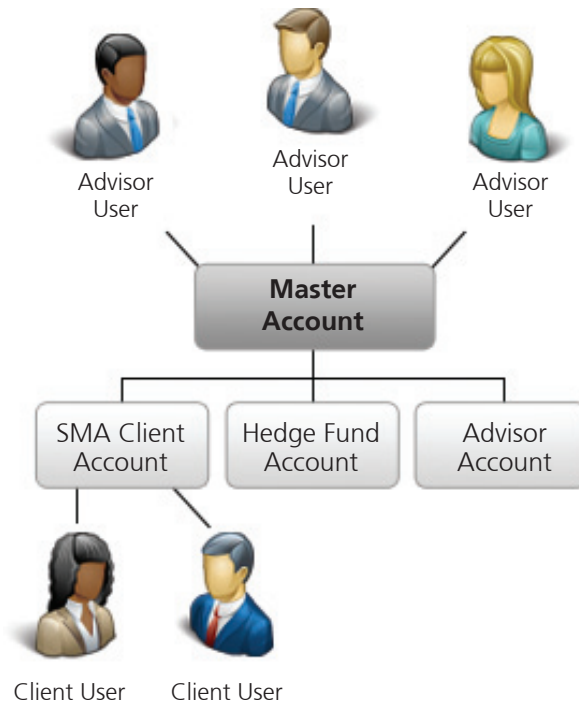 Advisor
User
Advisor
User
Advisor
User
Master
Account
SMA Client
Account
Hedge Fund
Account
Advisor
Account
Client User
Client User